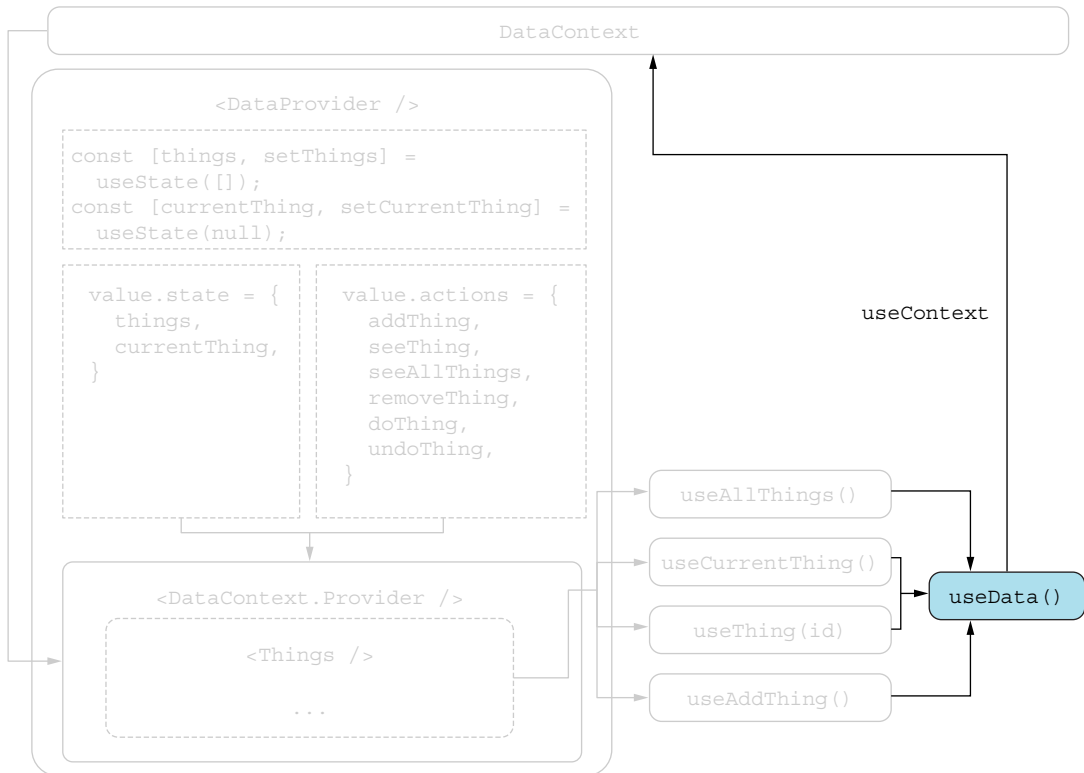 DataContext
<DataProvider />
const [things, setThings] =
  useState([]);
const [currentThing, setCurrentThing] =
  useState(null);
value.state = {
  things,
  currentThing,
}
value.actions = {
  addThing,
  seeThing,
  seeAllThings,
  removeThing,
  doThing,
  undoThing,
}
useContext
useAllThings()
useCurrentThing()
useThing(id)
useAddThing()
useData()
<DataContext.Provider />
<Things />
...